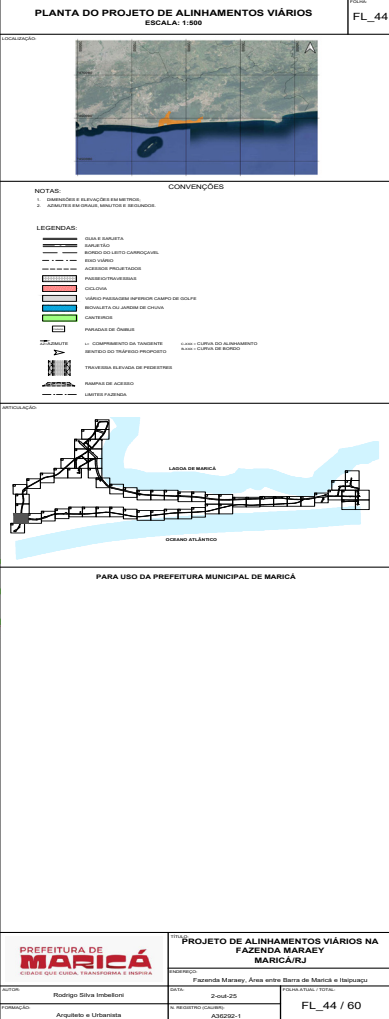 PLANTA DO PROJETO DE ALINHAMENTOS VIÁRIOS
ESCALA: 1:500
FOLHA:
FL_44
LOCALIZAÇÃO:
CONVENÇÕES
NOTAS:
1. DIMENSÕES E ELEVAÇÕES EM METROS;
2. AZIMUTES EM GRAUS, MINUTOS E SEGUNDOS
LEGENDAS:
GUIA E SARJETA
SARJETÃO
BORDO DO LEITO CARROÇÁVEL
EIXO VIÁRIO
ACESSOS PROJETADOS
PASSEIO/TRAVESSIAS
CICLOVIA
VIÁRIO-PASSAGEM INFERIOR CAMPO DE GOLFE
BIOVALETA OU JARDIM DE CHUVA
CANTEIROS
PARADAS DE ÔNIBUS
AZ=AZIMUTE
L= COMPRIMENTO DA TANGENTE
= CURVA DO ALINHAMENTO
= CURVA DE BORDO
SENTIDO DO TRÁFEGO PROPOSTO
TRAVESSIA ELEVADA DE PEDESTRES
RAMPAS DE ACESSO
LIMITES FAZENDA
ARTICULAÇÃO:
LAGOA DE MARICÁ
OCEANO ATLÂNTICO
PARA USO DA PREFEITURA MUNICIPAL DE MARICÁ
PREFEITURA DE
MARICÁ
CIDADE QUE CUIDA, TRANSFORMA E INSPIRA
TÍTULO:
PROJETO DE ALINHAMENTOS VIÁRIOS NA
FAZENDA MARAEY
MARICÁ/RJ
ENDEREÇO:
Fazenda Maraey, Área entre Barra de Maricá e Itaipuaçu
AUTOR:
Rodrigo Silva Imbelloni
DATA:
2-out-25
FOLHA ATUAL / TOTAL:
FL_44 / 60
FORMAÇÃO:
Arquiteto e Urbanista
N. REGISTRO (CAU/BR):
A36292-1